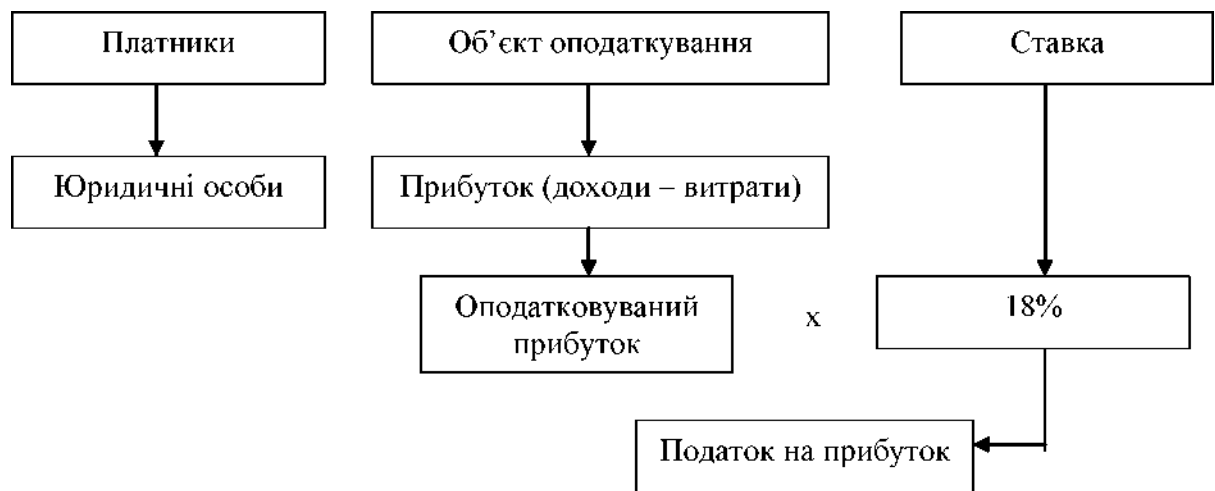 Платники
Об’єкт оподаткування
Ставка
Юридичні особи
Прибуток (доходи – витрати)
Оподатковуваний
прибуток
х
18%
Податок на прибуток